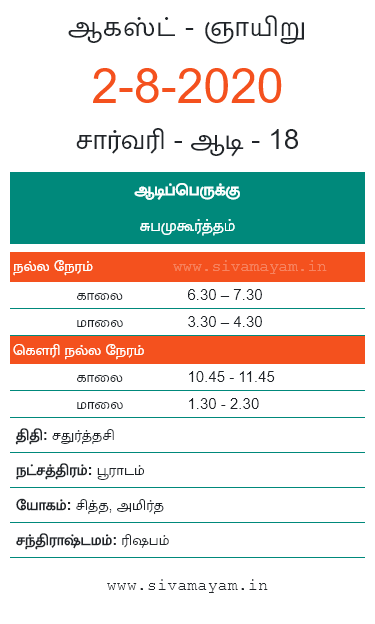 ஆகஸ்ட் - ஞாயிறு
2-8-2020
சார்வரி - ஆடி - 18
ஆடிப்பெருக்கு
சுபமுகூர்த்தம்
நல்ல நேரம் www.sivamayam.in
காலை 6.30 – 7.30
மாலை 3.30 – 4.30
கௌரி நல்ல நேரம்
காலை 10.45 - 11.45
மாலை 1.30 - 2.30
திதி: சதுர்த்தசி
நட்சத்திரம்: பூராடம்
யோகம்: சித்த, அமிர்த
சந்திராஷ்டமம்: ரிஷபம்
www.sivamayam.in